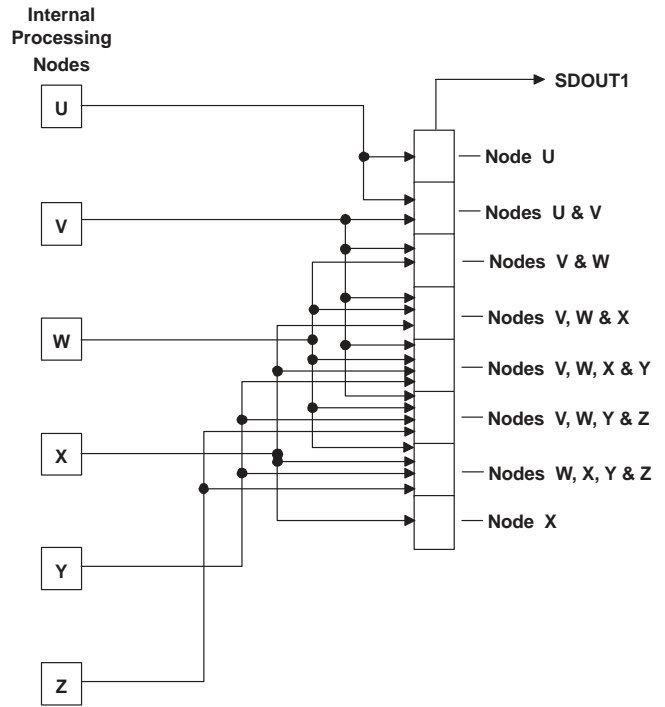 Internal
Processing
Nodes
SDOUT1
U
Node U
V
Nodes U & V
Nodes V & W
W
Nodes V, W & X
Nodes V, W, X & Y
Nodes V, W, Y & Z
X
Nodes W, X, Y & Z
Node X
Y
Z